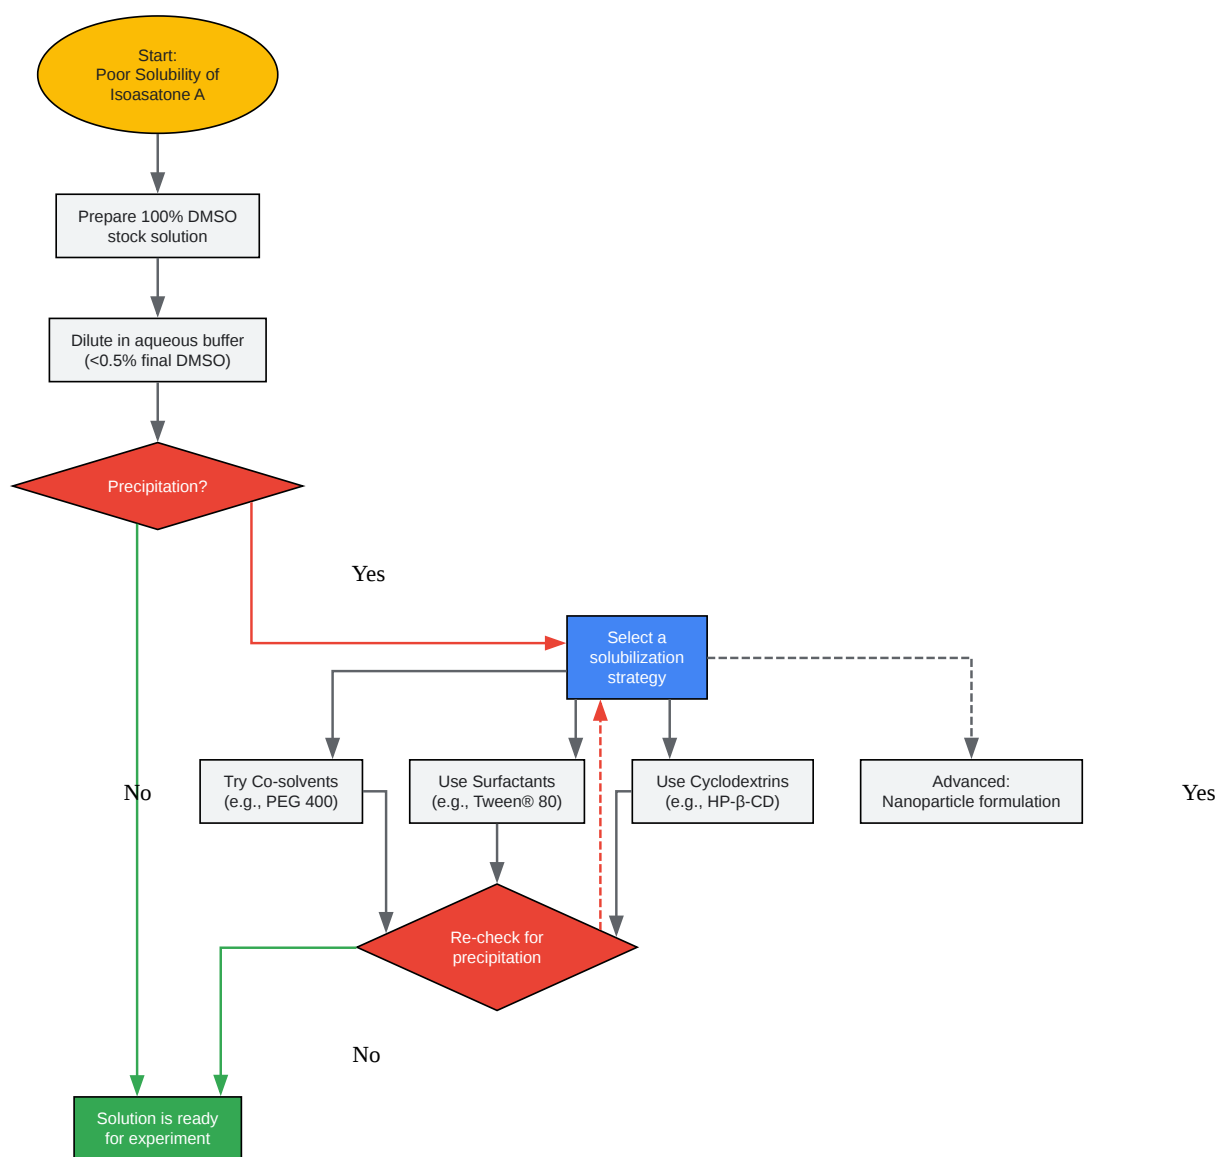 Start:
Poor Solubility of
Isoasatone A
Prepare 100% DMSO
stock solution
Dilute in aqueous buffer
(<0.5% final DMSO)
Precipitation?
Yes
Select a
solubilization
strategy
No
Try Co-solvents
(e.g., PEG 400)
Use Surfactants
(e.g., Tween® 80)
Use Cyclodextrins
(e.g., HP-β-CD)
Advanced:
Nanoparticle formulation
Yes
Re-check for
precipitation
No
Solution is ready
for experiment